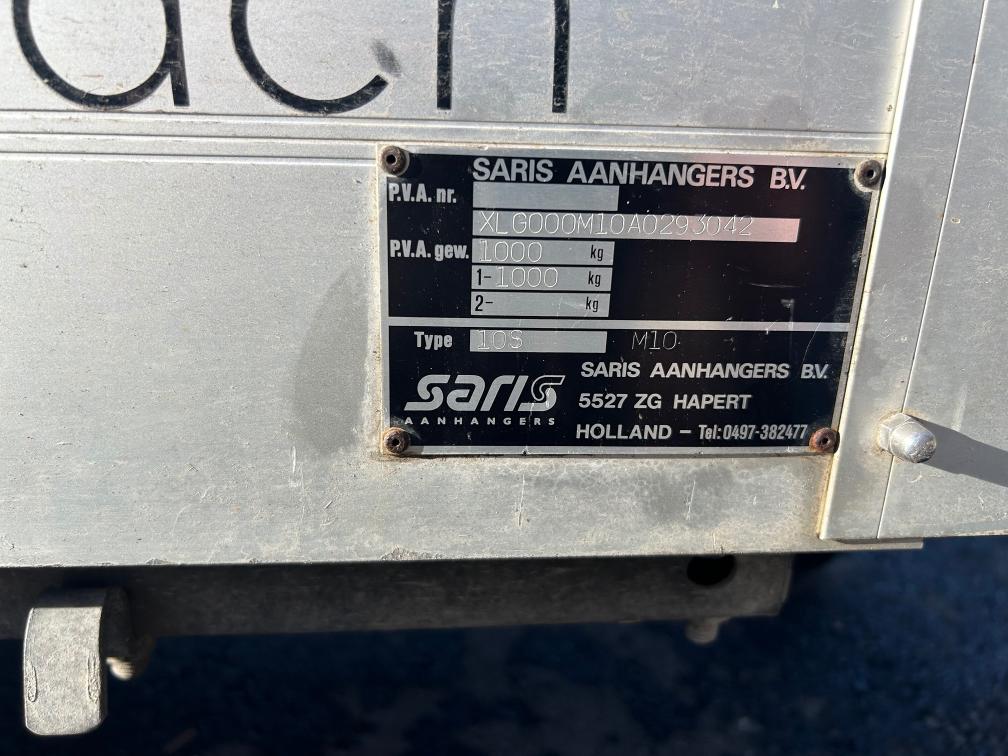 ach
SARIS AANHANGERS B.V.
P.V.A. nr.
XLG000M10A0293042
P.V.A. gew. 1000 kg
1-1000 kg
2- kg
Type 10S M10
saris
AANHANGERS
SARIS AANHANGERS B.V.
5527 ZG HAPERT
HOLLAND - Tel: 0497-382477